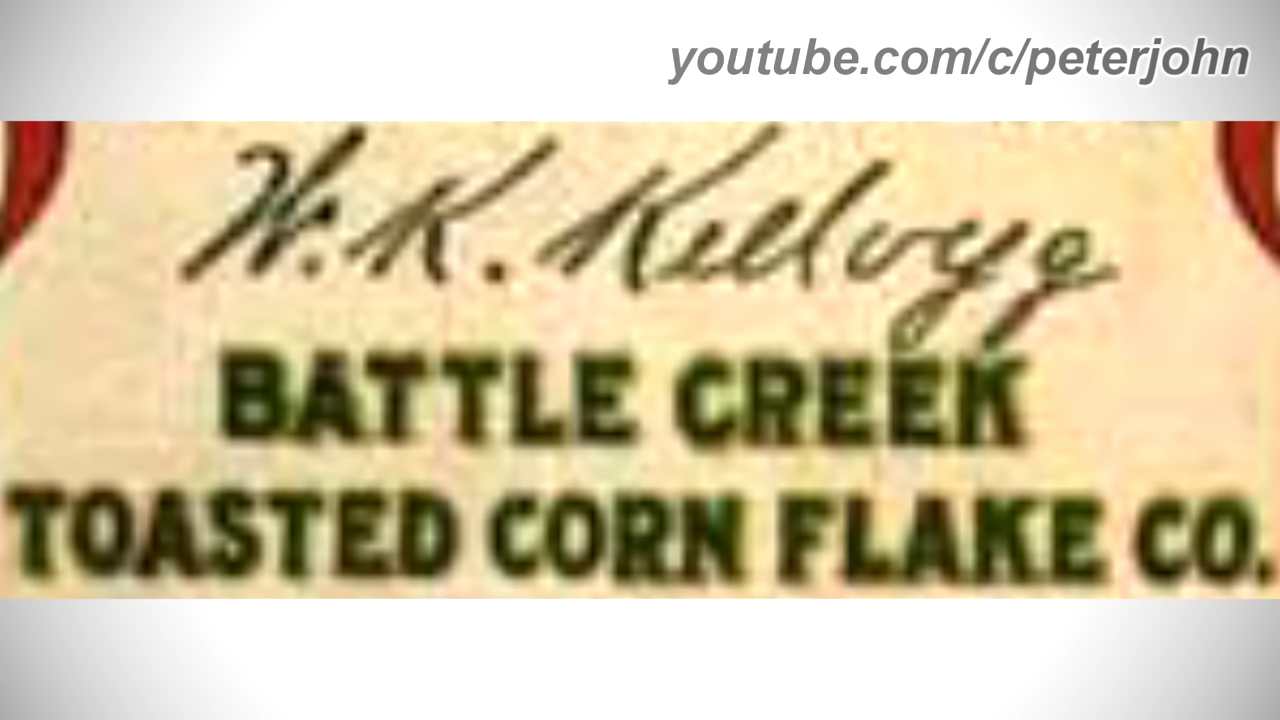 youtube.com/c/peterjohn
W. K. Kellogg
BATTLE CREEK
TOASTED CORN FLAKE CO.